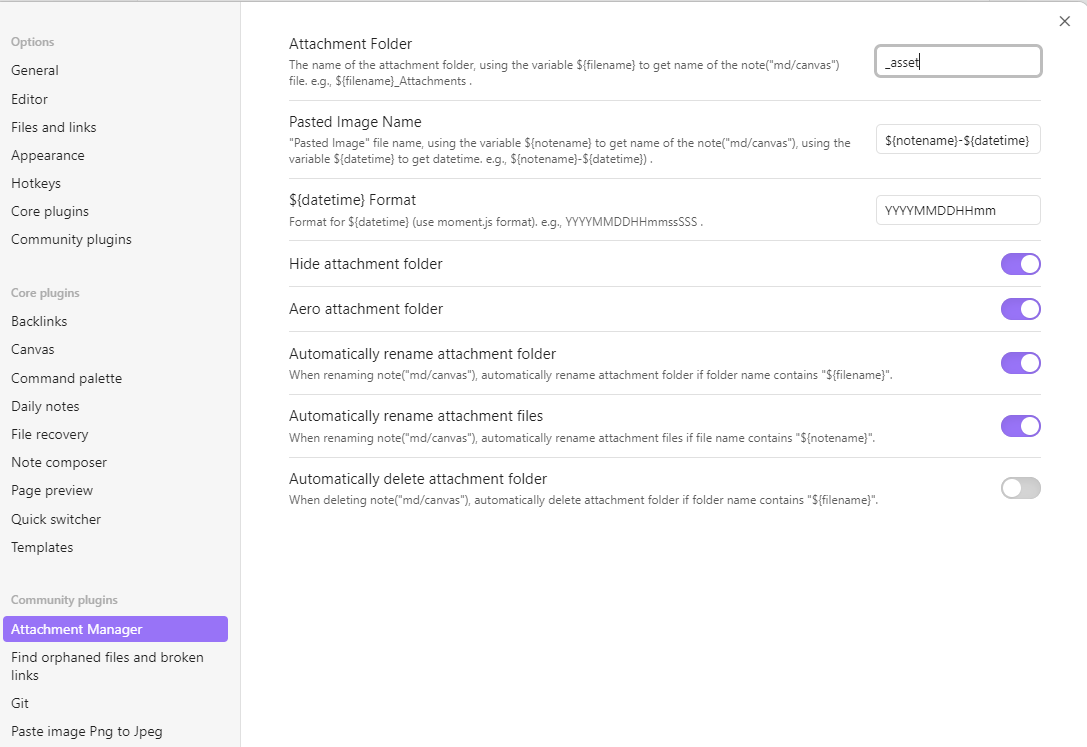 Options
General
Editor
Files and links
Appearance
Hotkeys
Core plugins
Community plugins
Core plugins
Backlinks
Canvas
Command palette
Daily notes
File recovery
Note composer
Page preview
Quick switcher
Templates
Community plugins
Attachment Manager
Find orphaned files and broken
links
Git
Paste image Png to Jpeg
Attachment Folder
The name of the attachment folder, using the variable ${filename} to get name of the note("md/canvas")
file. e.g., ${filename}_Attachments .
_asset
Pasted Image Name
"Pasted Image" file name, using the variable ${notename} to get name of the note("md/canvas"), using the
variable ${datetime} to get datetime. e.g., ${notename}-${datetime}) .
${notename}-${datetime}
${datetime} Format
Format for ${datetime} (use moment.js format). e.g., YYYYMMDDHHmmssSSS .
YYYYMMDDHHmm
Hide attachment folder
Aero attachment folder
Automatically rename attachment folder
When renaming note("md/canvas"), automatically rename attachment folder if folder name contains "${filename}".
Automatically rename attachment files
When renaming note("md/canvas"), automatically rename attachment files if file name contains "${notename}".
Automatically delete attachment folder
When deleting note("md/canvas"), automatically delete attachment folder if folder name contains "${filename}".